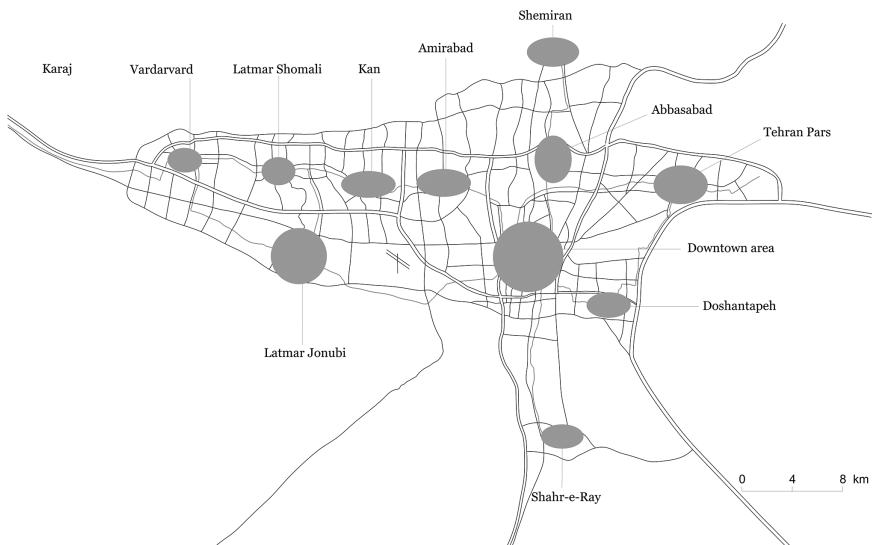 Shemiran
Amirabad
Karaj
Vardarvard
Latmar Shomali
Kan
Abbasabad
Tehran Pars
Downtown area
Doshantapeh
Latmar Jonubi
0 4 8 km
Shahr-e-Ray